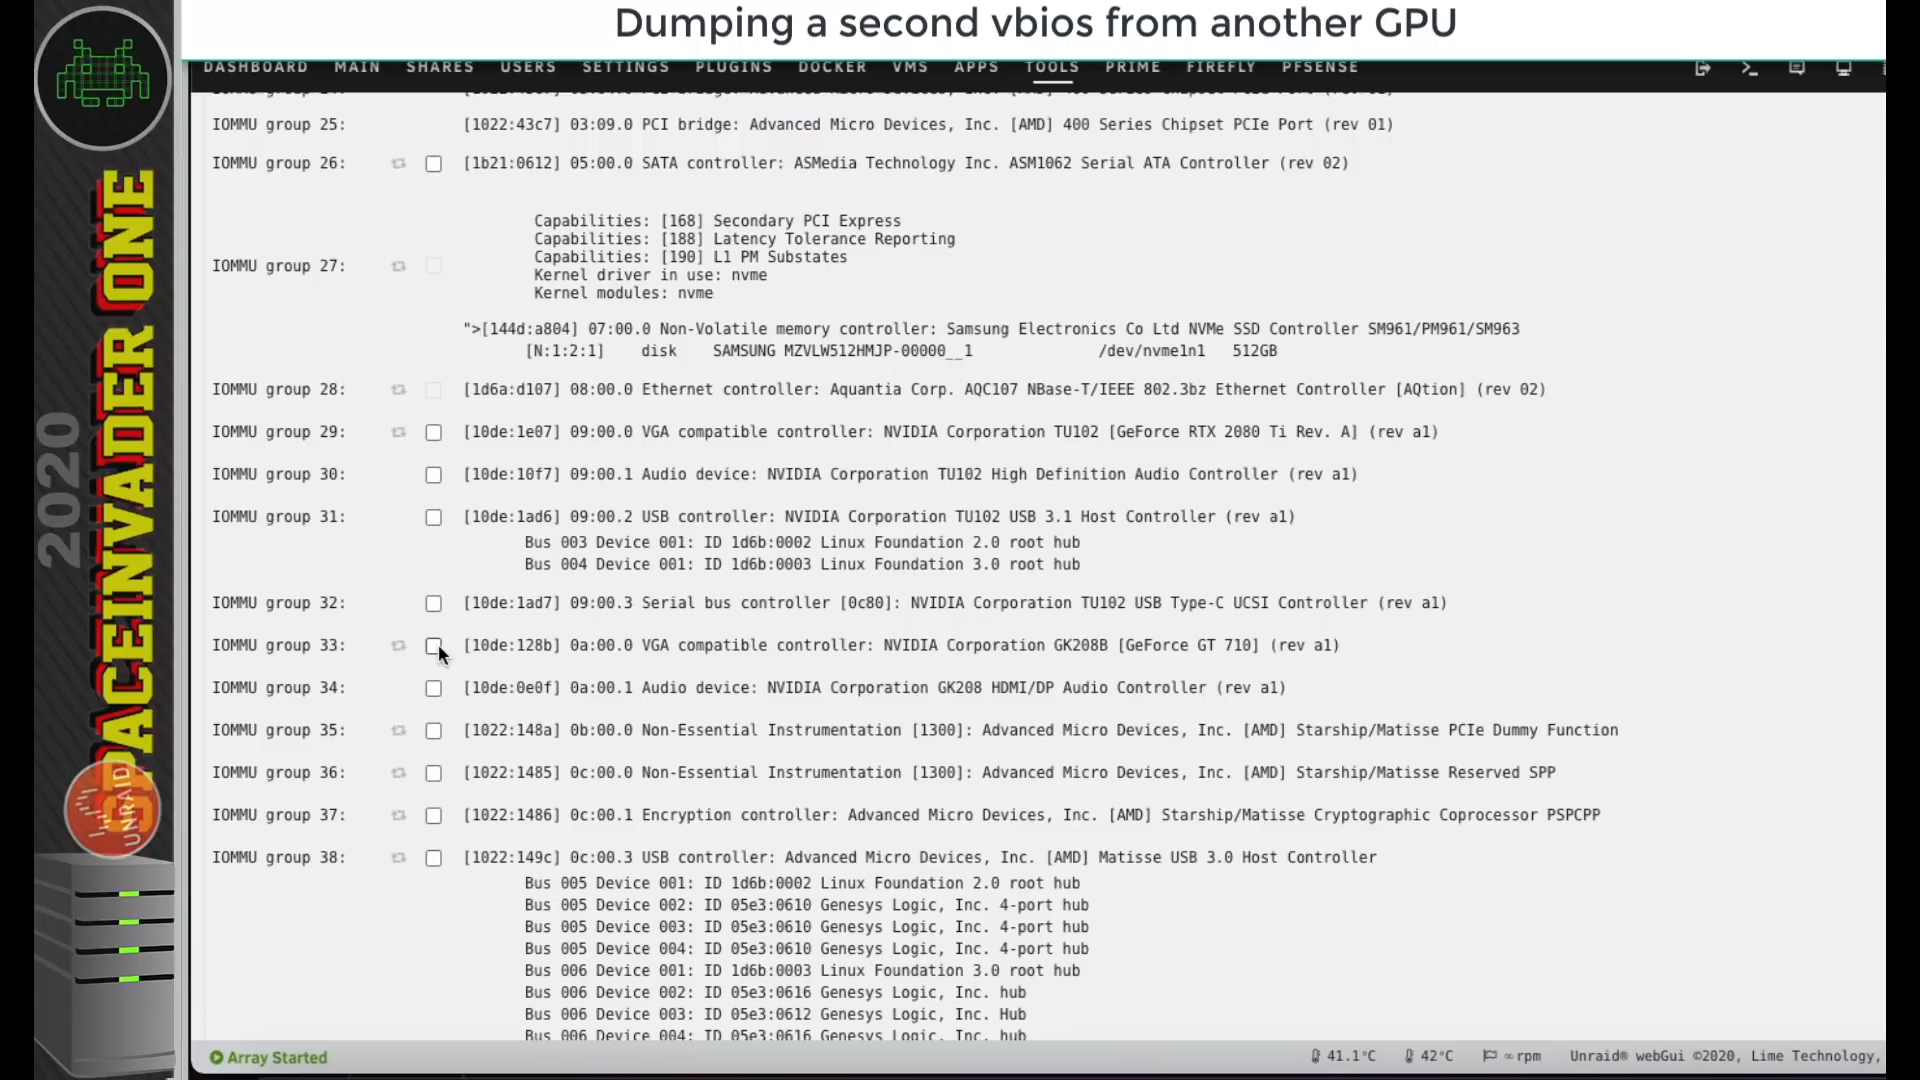 Dumping a second vbios from another GPU
DASHBOARD MAIN SHARES USERS SETTINGS PLUGINS DOCKER VMS APPS TOOLS PRIME FIREFLY PFSENSE
IOMMU group 25: [1022:43c7] 03:09.0 PCI bridge: Advanced Micro Devices, Inc. [AMD] 400 Series Chipset PCIe Port (rev 01)
IOMMU group 26: [1b21:0612] 05:00.0 SATA controller: ASMedia Technology Inc. ASM1062 Serial ATA Controller (rev 02)
Capabilities: [168] Secondary PCI Express
Capabilities: [188] Latency Tolerance Reporting
Capabilities: [190] L1 PM Substates
IOMMU group 27:
Kernel driver in use: nvme
Kernel modules: nvme
">[144d:a804] 07:00.0 Non-Volatile memory controller: Samsung Electronics Co Ltd NVMe SSD Controller SM961/PM961/SM963
[N:1:2:1] disk SAMSUNG MZVLW512HMJP-00000__1 /dev/nvme1n1 512GB
IOMMU group 28: [1d6a:d107] 08:00.0 Ethernet controller: Aquantia Corp. AQC107 NBase-T/IEEE 802.3bz Ethernet Controller [AQtion] (rev 02)
IOMMU group 29: [10de:1e07] 09:00.0 VGA compatible controller: NVIDIA Corporation TU102 [GeForce RTX 2080 Ti Rev. A] (rev a1)
IOMMU group 30: [10de:10f7] 09:00.1 Audio device: NVIDIA Corporation TU102 High Definition Audio Controller (rev a1)
IOMMU group 31: [10de:1ad6] 09:00.2 USB controller: NVIDIA Corporation TU102 USB 3.1 Host Controller (rev a1)
Bus 003 Device 001: ID 1d6b:0002 Linux Foundation 2.0 root hub
Bus 004 Device 001: ID 1d6b:0003 Linux Foundation 3.0 root hub
IOMMU group 32: [10de:1ad7] 09:00.3 Serial bus controller [0c80]: NVIDIA Corporation TU102 USB Type-C UCSI Controller (rev a1)
IOMMU group 33: [10de:128b] 0a:00.0 VGA compatible controller: NVIDIA Corporation GK208B [GeForce GT 710] (rev a1)
IOMMU group 34: [10de:0e0f] 0a:00.1 Audio device: NVIDIA Corporation GK208 HDMI/DP Audio Controller (rev a1)
IOMMU group 35: [1022:148a] 0b:00.0 Non-Essential Instrumentation [1300]: Advanced Micro Devices, Inc. [AMD] Starship/Matisse PCIe Dummy Function
IOMMU group 36: [1022:1485] 0c:00.0 Non-Essential Instrumentation [1300]: Advanced Micro Devices, Inc. [AMD] Starship/Matisse Reserved SPP
IOMMU group 37: [1022:1486] 0c:00.1 Encryption controller: Advanced Micro Devices, Inc. [AMD] Starship/Matisse Cryptographic Coprocessor PSPCPP
IOMMU group 38: [1022:149c] 0c:00.3 USB controller: Advanced Micro Devices, Inc. [AMD] Matisse USB 3.0 Host Controller
Bus 005 Device 001: ID 1d6b:0002 Linux Foundation 2.0 root hub
Bus 005 Device 002: ID 05e3:0610 Genesys Logic, Inc. 4-port hub
Bus 005 Device 003: ID 05e3:0610 Genesys Logic, Inc. 4-port hub
Bus 005 Device 004: ID 05e3:0610 Genesys Logic, Inc. 4-port hub
Bus 006 Device 001: ID 1d6b:0003 Linux Foundation 3.0 root hub
Bus 006 Device 002: ID 05e3:0616 Genesys Logic, Inc. hub
Bus 006 Device 003: ID 05e3:0612 Genesys Logic, Inc. Hub
Bus 006 Device 004: ID 05e3:0616 Genesys Logic, Inc. hub
Array Started 41.1°C 42°C ∞ rpm Unraid® webGui ©2020, Lime Technology,
2020
SPACEINVADER ONE
UNRAID